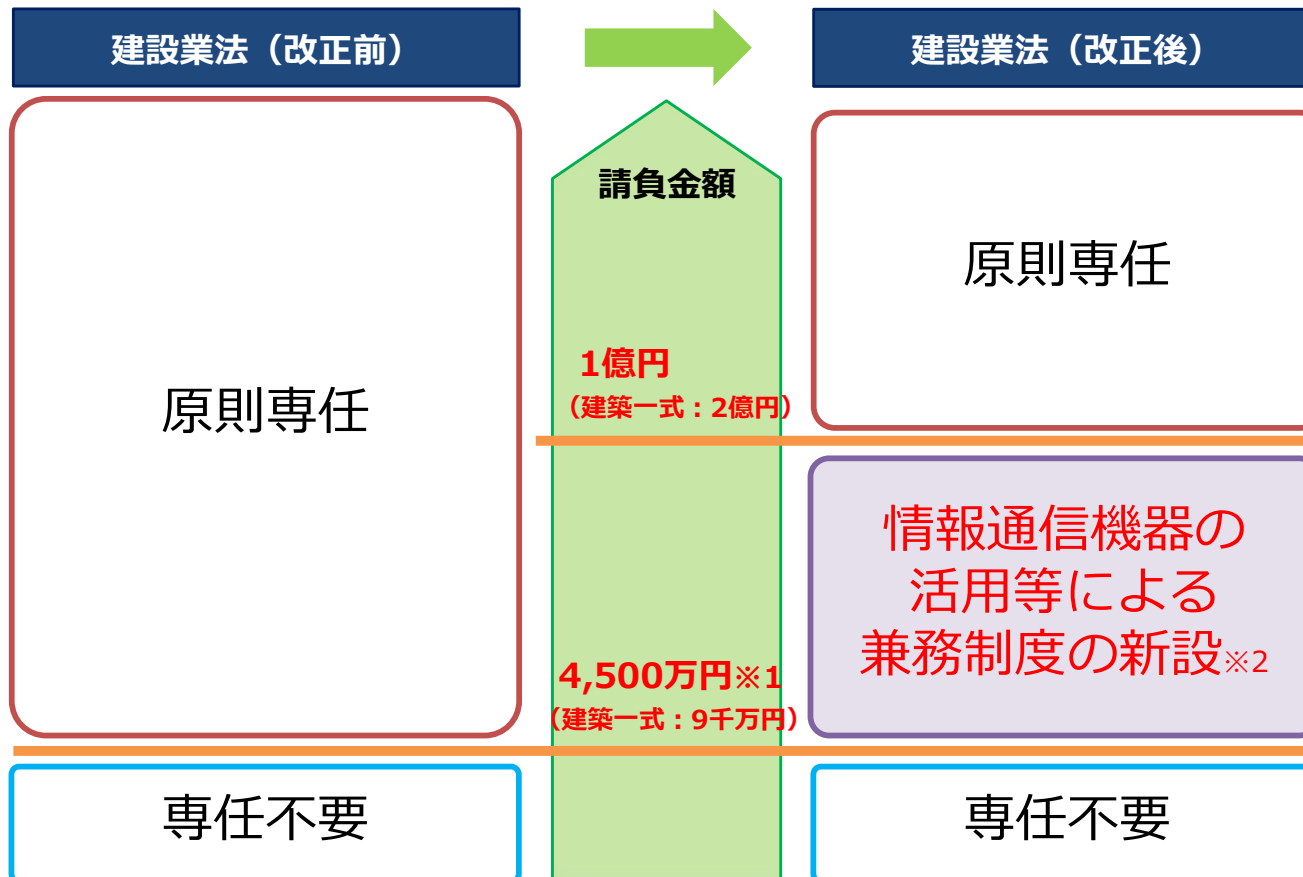 建設業法（改正前）
建設業法（改正後）
請負金額
原則専任
原則専任
1億円
（建築一式：2億円）
情報通信機器の
活用等による
兼務制度の新設※2
4,500万円※1
（建築一式：9千万円）
専任不要
専任不要